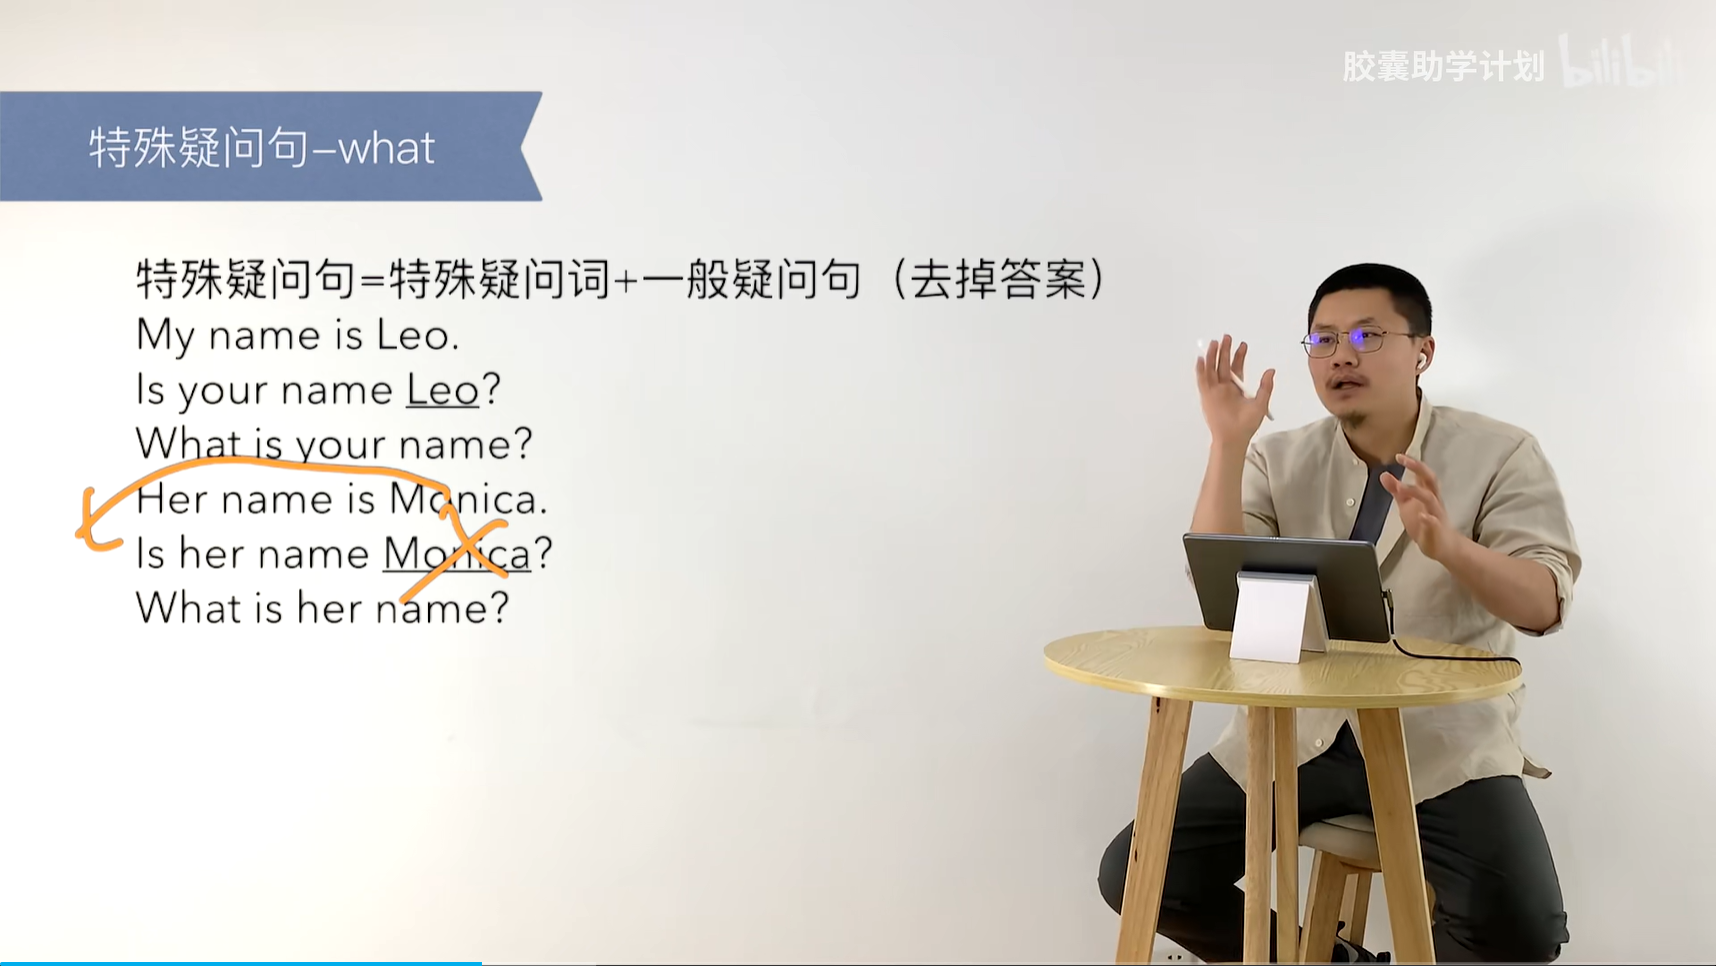 胶囊助学计划 bilibili
特殊疑问句-what
特殊疑问句=特殊疑问词+一般疑问句（去掉答案）
My name is Leo.
Is your name Leo?
What is your name?
Her name is Monica.
Is her name Monica?
What is her name?